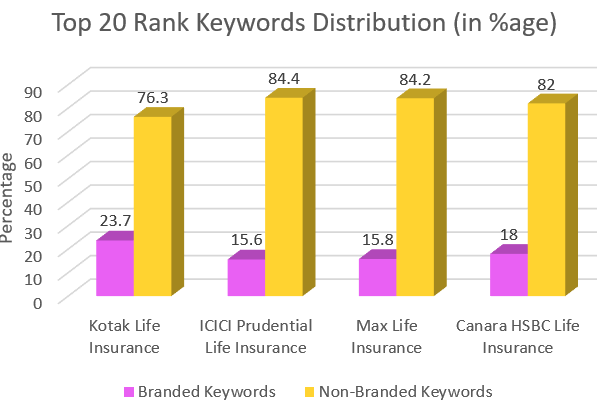 Top 20 Rank Keywords Distribution (in %age)
Percentage
90
80
70
60
50
40
30
20
10
0
23.7
76.3
15.6
84.4
15.8
84.2
18
82
Kotak Life
Insurance
ICICI Prudential
Life Insurance
Max Life
Insurance
Canara HSBC Life
Insurance
Branded Keywords
Non-Branded Keywords